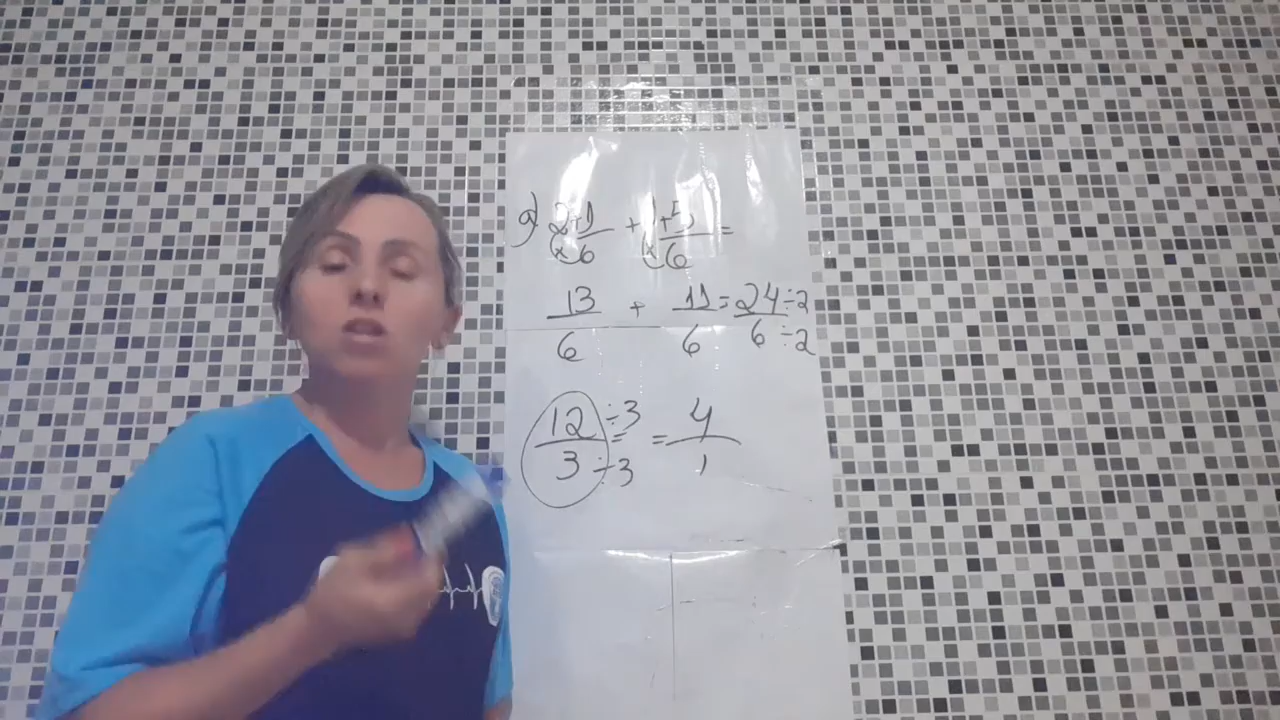 a) 2 + 1/6 + 1 + 5/6 =
x x
13/6 + 11/6 = 24/6 ÷2 ÷2
12/3 ÷3 ÷3 = = 4/1